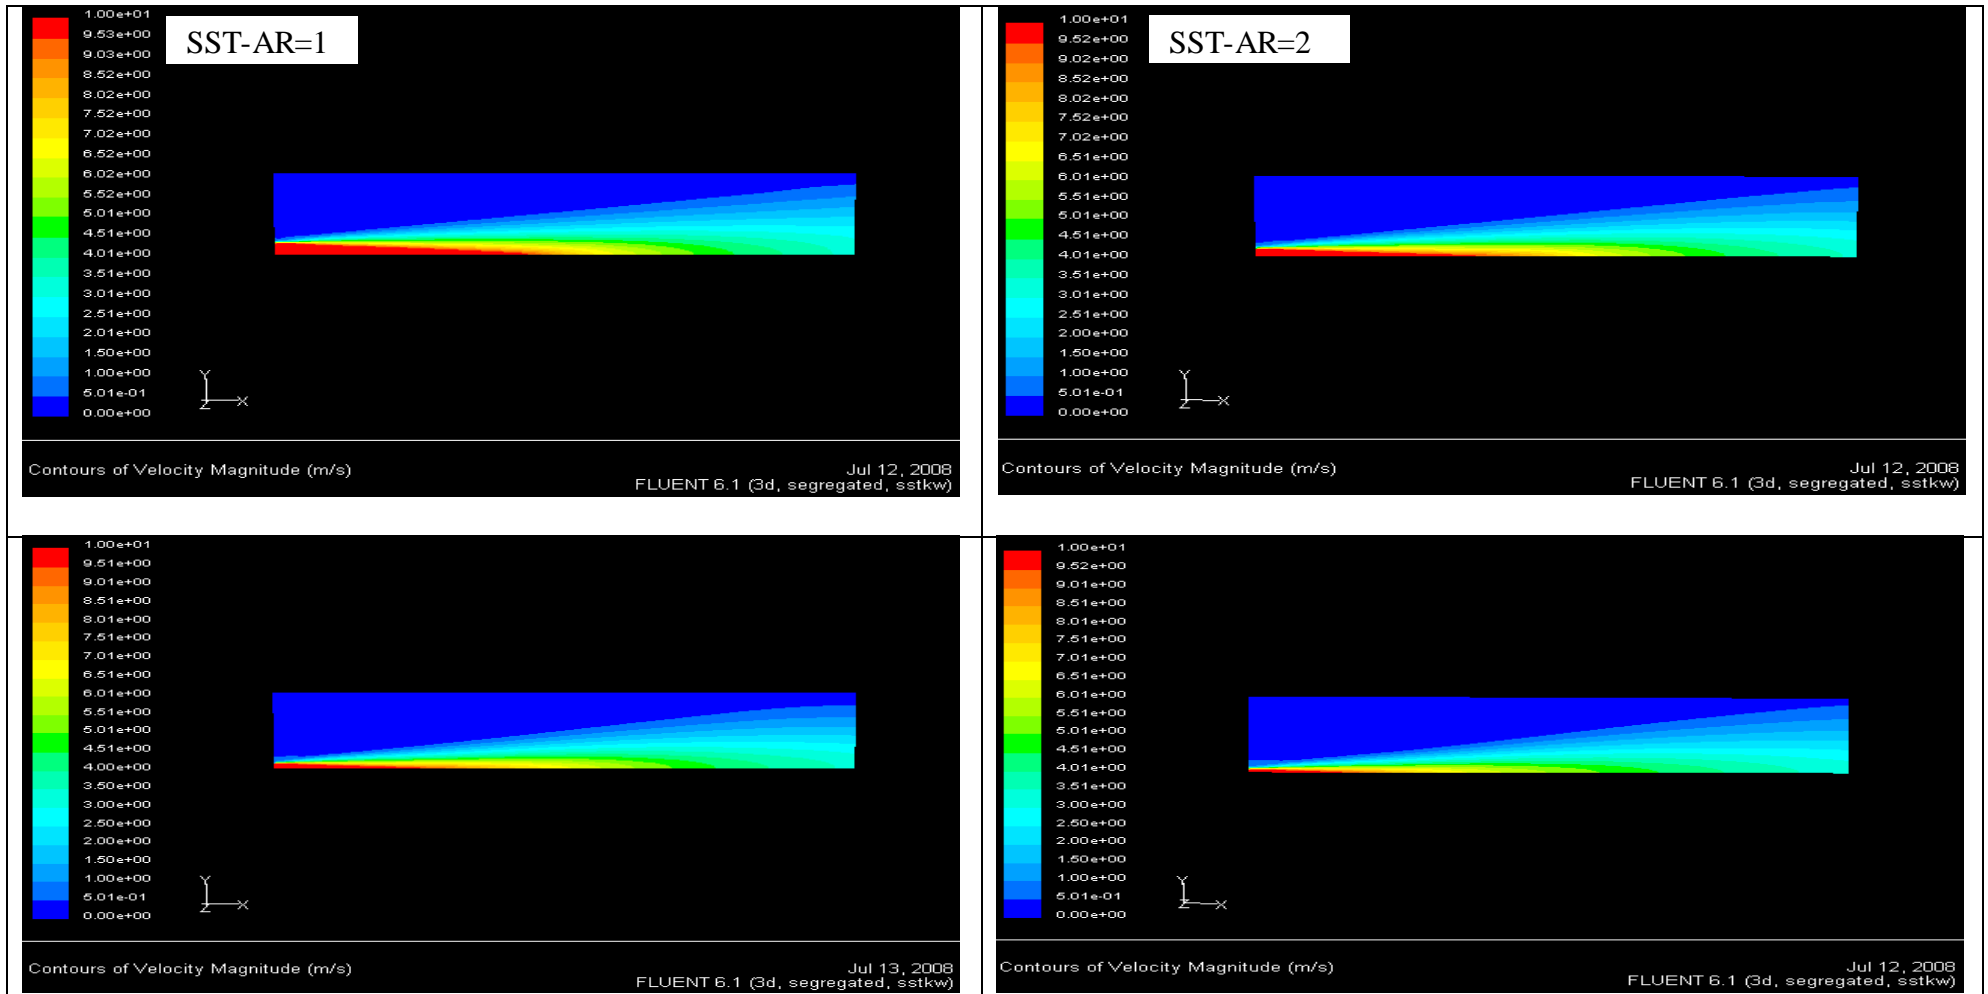 SST-AR=1
1.00e+01
9.53e+00
9.03e+00
8.52e+00
8.02e+00
7.52e+00
7.02e+00
6.52e+00
6.02e+00
5.52e+00
5.01e+00
4.51e+00
4.01e+00
3.51e+00
3.01e+00
2.51e+00
2.01e+00
1.50e+00
1.00e+00
5.01e-01
0.00e+00
Y
Z X
Contours of Velocity Magnitude (m/s)
Jul 12, 2008
FLUENT 6.1 (3d, segregated, sstkw)
SST-AR=2
1.00e+01
9.52e+00
9.02e+00
8.52e+00
8.02e+00
7.52e+00
7.02e+00
6.51e+00
6.01e+00
5.51e+00
5.01e+00
4.51e+00
4.01e+00
3.51e+00
3.01e+00
2.51e+00
2.00e+00
1.50e+00
1.00e+00
5.01e-01
0.00e+00
Y
Z X
Contours of Velocity Magnitude (m/s)
Jul 12, 2008
FLUENT 6.1 (3d, segregated, sstkw)
1.00e+01
9.51e+00
9.01e+00
8.51e+00
8.01e+00
7.51e+00
7.01e+00
6.51e+00
6.01e+00
5.51e+00
5.01e+00
4.51e+00
4.00e+00
3.50e+00
3.00e+00
2.50e+00
2.00e+00
1.50e+00
1.00e+00
5.01e-01
0.00e+00
Y
Z X
Contours of Velocity Magnitude (m/s)
Jul 13, 2008
FLUENT 6.1 (3d, segregated, sstkw)
1.00e+01
9.52e+00
9.01e+00
8.51e+00
8.01e+00
7.51e+00
7.01e+00
6.51e+00
6.01e+00
5.51e+00
5.01e+00
4.51e+00
4.01e+00
3.51e+00
3.00e+00
2.50e+00
2.00e+00
1.50e+00
1.00e+00
5.01e-01
0.00e+00
Y
Z X
Contours of Velocity Magnitude (m/s)
Jul 12, 2008
FLUENT 6.1 (3d, segregated, sstkw)